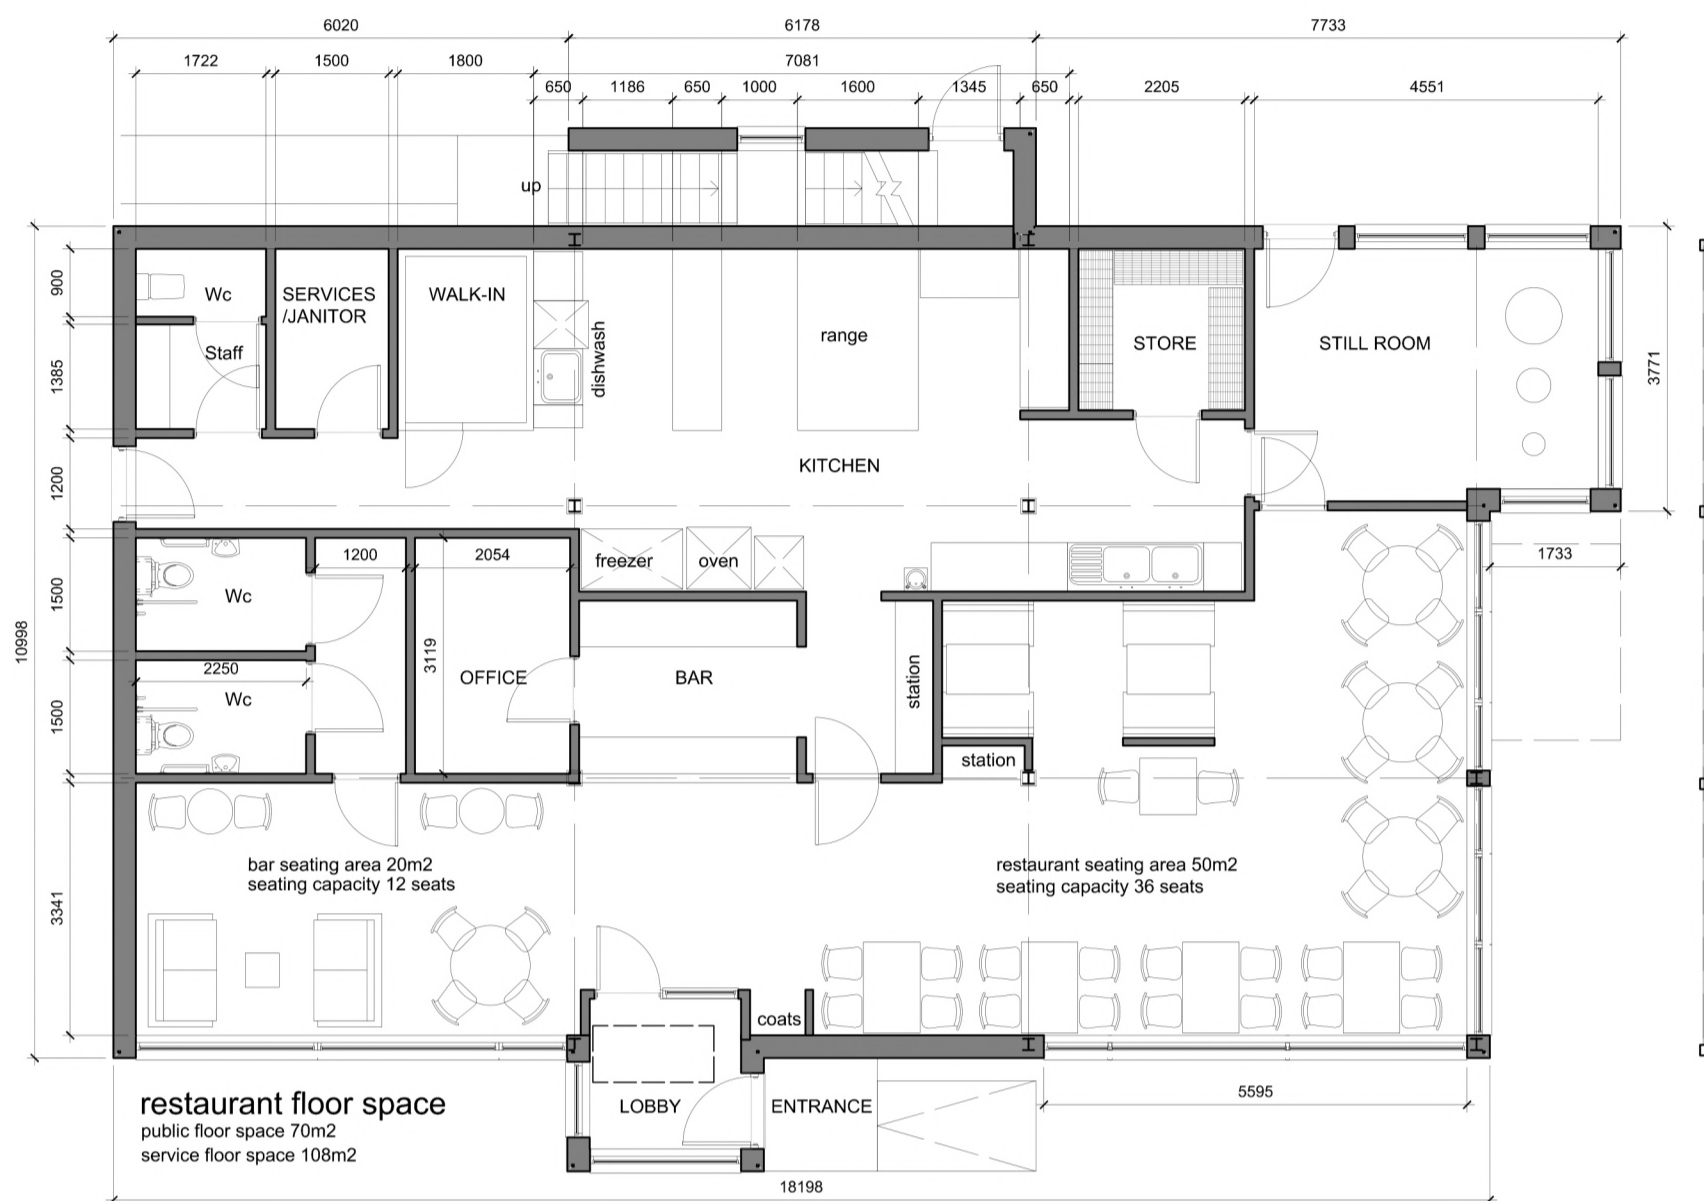 6020 6178 7733
1722 1500 1800 7081
650 1186 650 1000 1600 1345 650 2205 4551
up
900
1385
1200
1500
1500
3341
10998
3771
Wc
SERVICES
/JANITOR
WALK-IN
Staff
dishwash
range
STORE
STILL ROOM
KITCHEN
1200
2054
freezer
oven
1733
Wc
2250
Wc
3119
OFFICE
BAR
station
station
bar seating area 20m2
seating capacity 12 seats
restaurant seating area 50m2
seating capacity 36 seats
coats
LOBBY
ENTRANCE
5595
restaurant floor space
public floor space 70m2
service floor space 108m2
18198